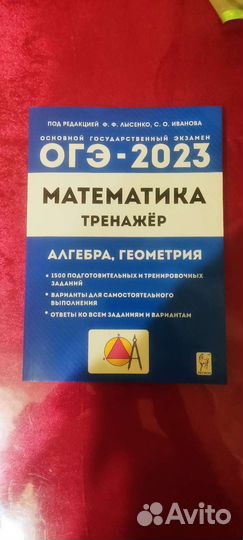 ПОД РЕДАКЦИЕЙ Ф. Ф. ЛЫСЕНКО, С. О. ИВАНОВА
ОСНОВНОЙ ГОСУДАРСТВЕННЫЙ ЭКЗАМЕН
ОГЭ-2023
МАТЕМАТИКА
ТРЕНАЖЁР
АЛГЕБРА, ГЕОМЕТРИЯ
• 1500 ПОДГОТОВИТЕЛЬНЫХ И ТРЕНИРОВОЧНЫХ
ЗАДАНИЙ
• ВАРИАНТЫ ДЛЯ САМОСТОЯТЕЛЬНОГО
ВЫПОЛНЕНИЯ
• ОТВЕТЫ КО ВСЕМ ЗАДАНИЯМ И ВАРИАНТАМ
Avito